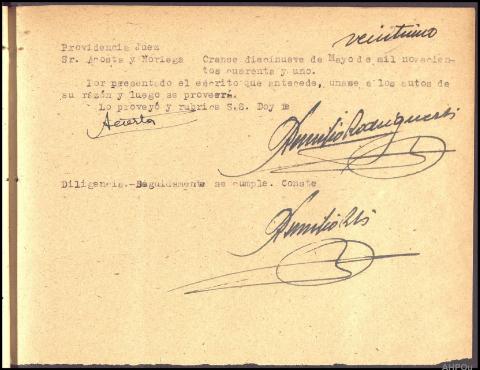 veintiuno
Providencia Juez
Sr. Acosta y Noriega Orense diecinueve de Mayo de mil novecien-
tos cuarenta y uno.
Por presentado el escrito que antecede, unase a los autos de
su razón y luego se proveerá.
Lo proveyó y rubrica S.S. Doy fe
Acosta
Diligencia.-Seguidamente se cumple. Conste
AHPOu